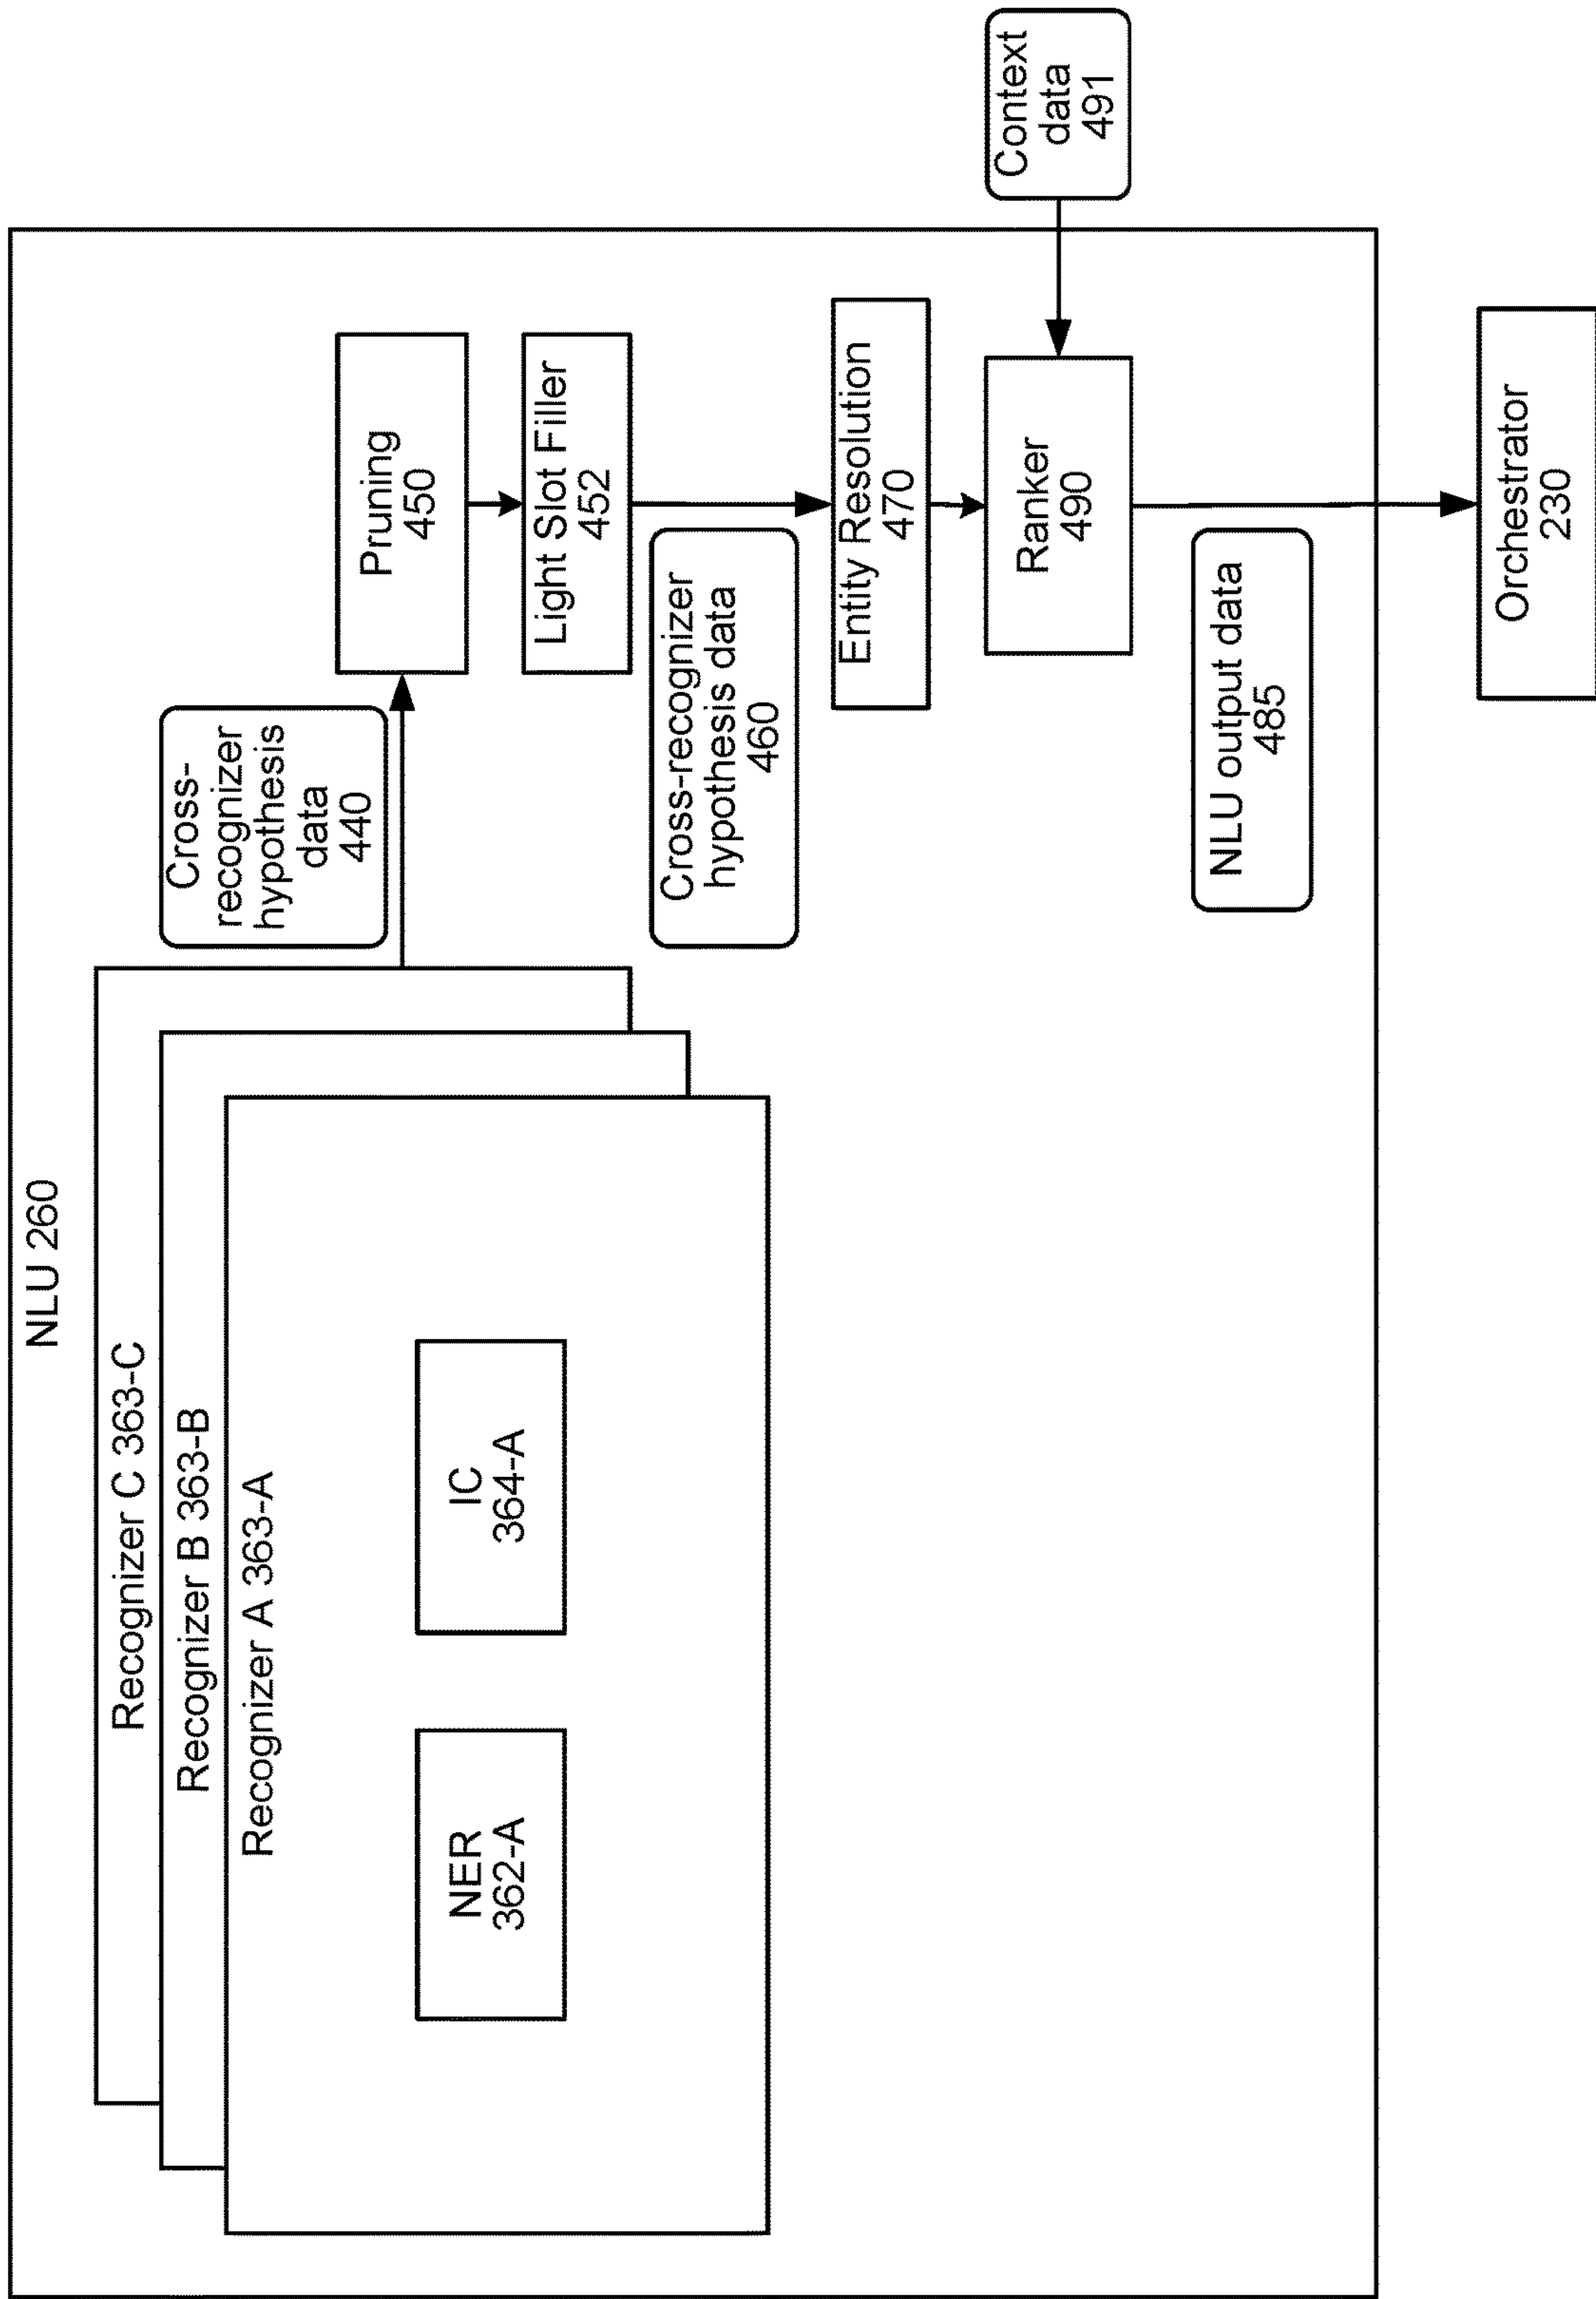 NLU 260
Recognizer C 363-C
Recognizer B 363-B
Recognizer A 363-A
NER
362-A
IC
364-A
Cross-
recognizer
hypothesis
data
440
Pruning
450
Light Slot Filler
452
Cross-recognizer
hypothesis data
460
Entity Resolution
470
Ranker
490
Context
data
491
NLU output data
485
Orchestrator
230